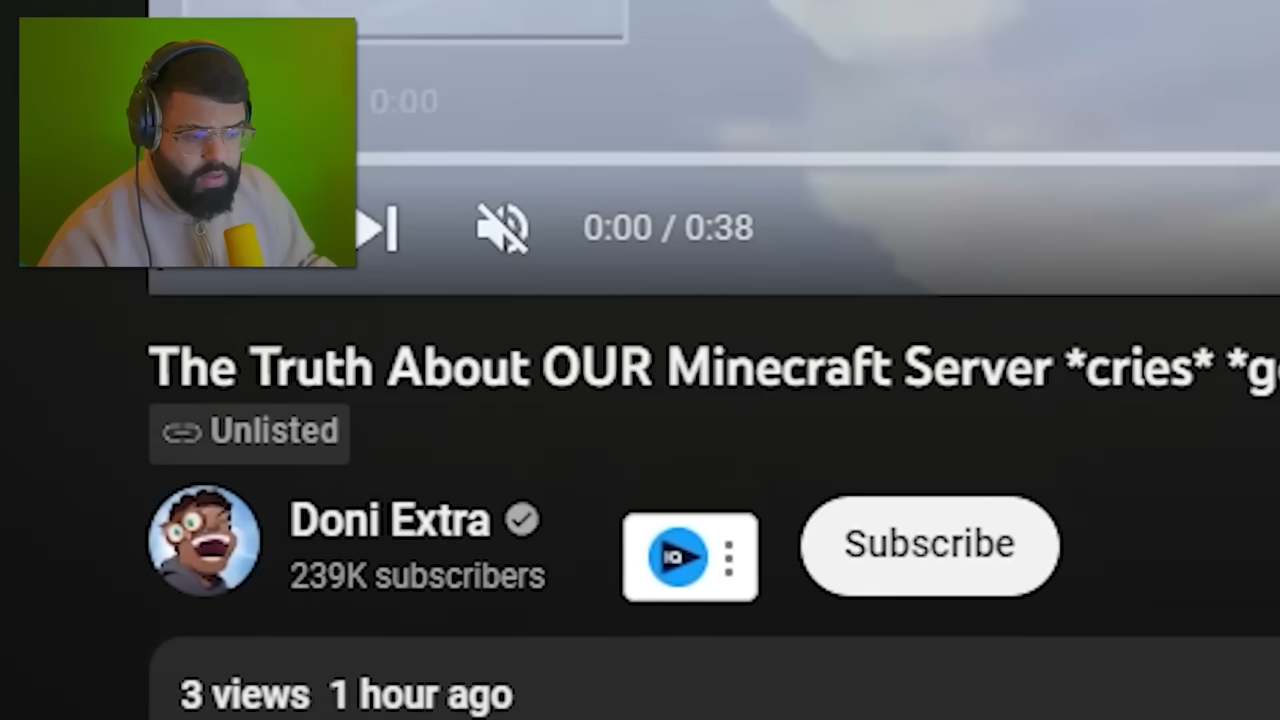 0:00
0:00 / 0:38
The Truth About OUR Minecraft Server *cries*
Unlisted
Doni Extra
239K subscribers
IQ
Subscribe
3 views 1 hour ago